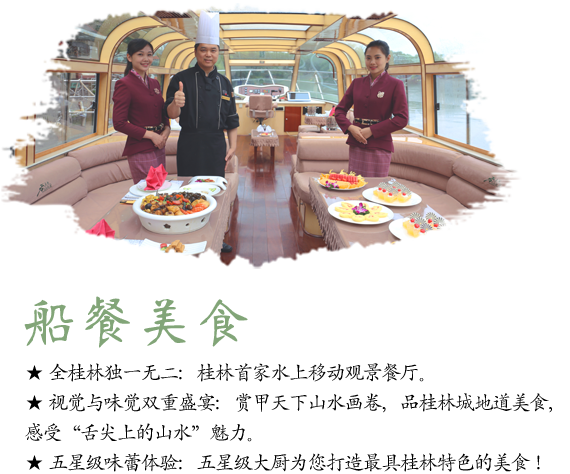 船餐美食
★ 全桂林独一无二：桂林首家水上移动观景餐厅。
★ 视觉与味觉双重盛宴：赏甲天下山水画卷，品桂林城地道美食，
感受“舌尖上的山水”魅力。
★ 五星级味蕾体验：五星级大厨为您打造最具桂林特色的美食！